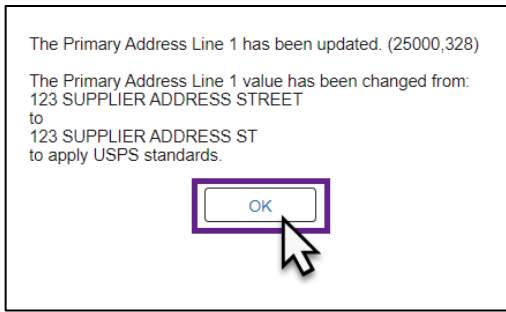 The Primary Address Line 1 has been updated. (25000,328)
The Primary Address Line 1 value has been changed from:
123 SUPPLIER ADDRESS STREET
to
123 SUPPLIER ADDRESS ST
to apply USPS standards.
OK